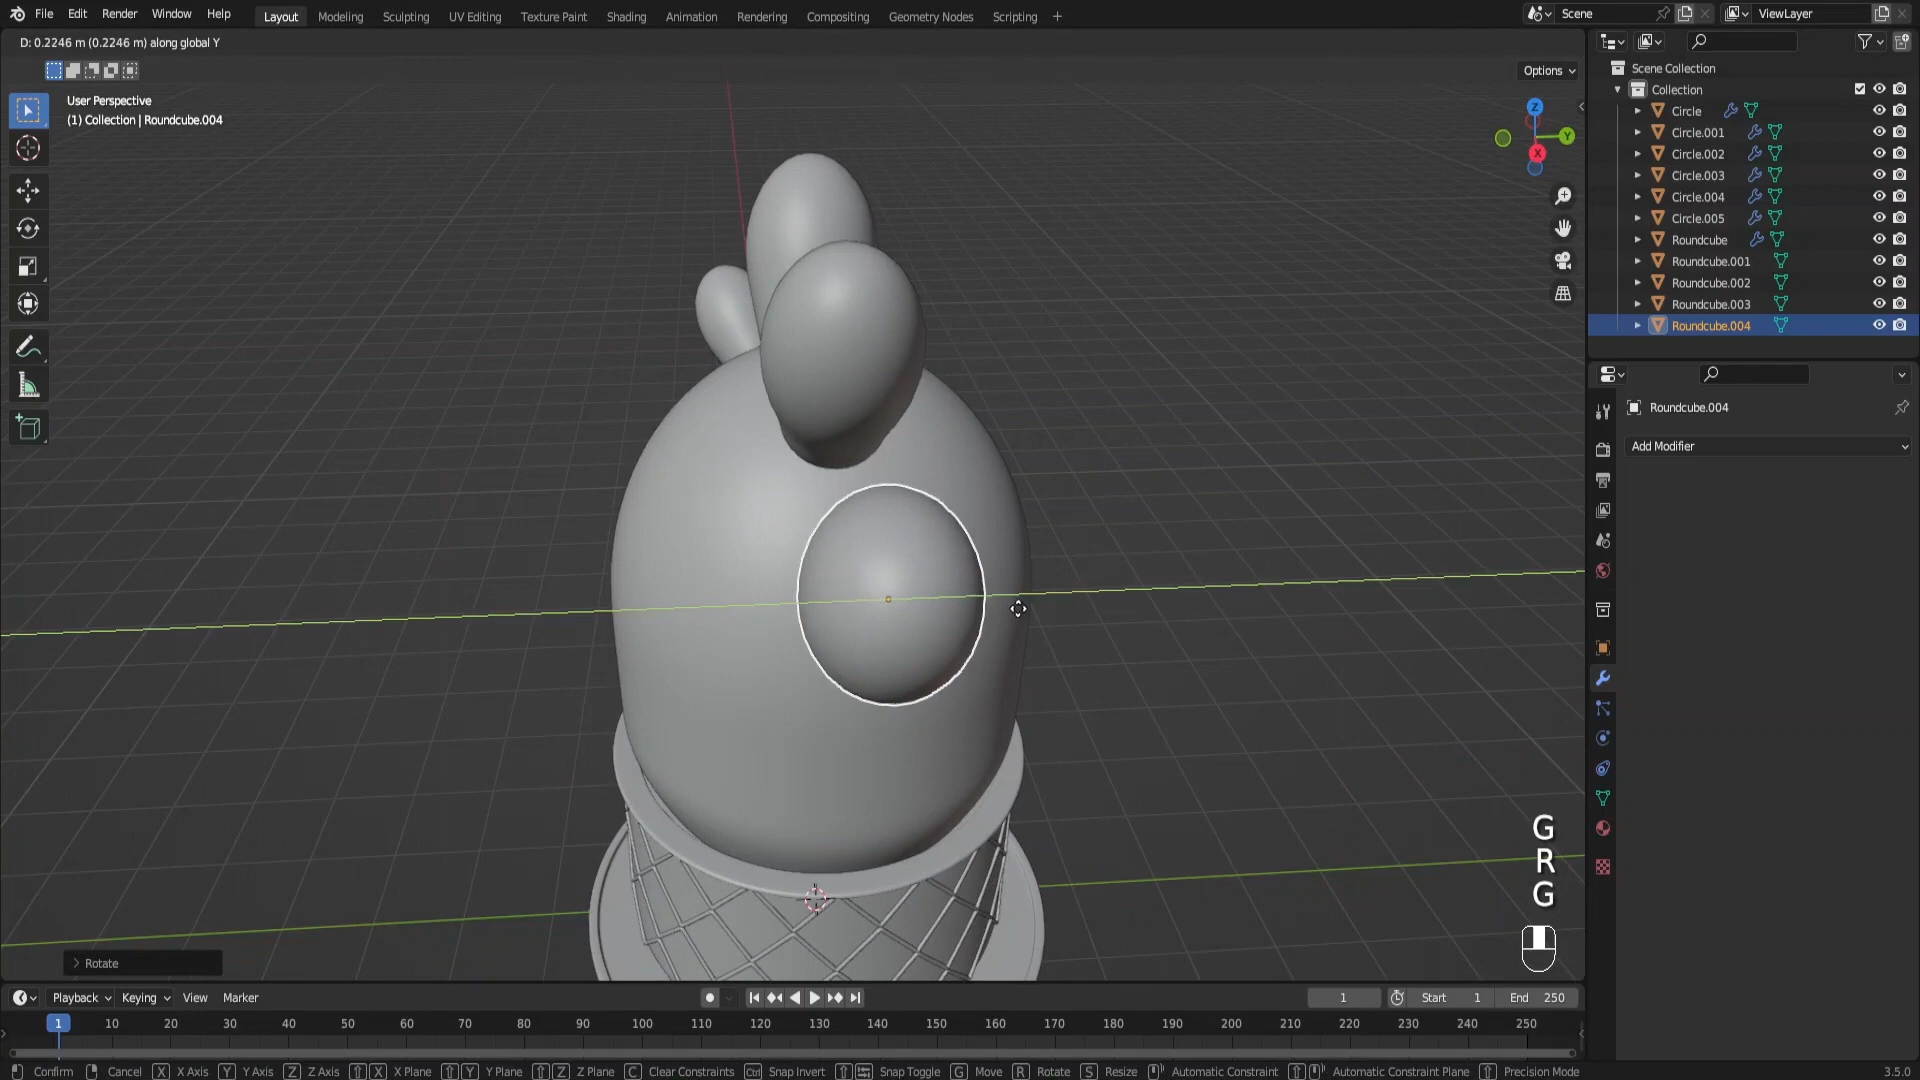 File Edit Render Window Help Layout Modeling Sculpting UV Editing Texture Paint Shading Animation Rendering Compositing Geometry Nodes Scripting + Scene ViewLayer
D: 0.2246 m (0.2246 m) along global Y
Options
User Perspective
(1) Collection | Roundcube.004
Z
Y
X
Scene Collection
Collection
Circle
Circle.001
Circle.002
Circle.003
Circle.004
Circle.005
Roundcube
Roundcube.001
Roundcube.002
Roundcube.003
Roundcube.004
Roundcube.004
Add Modifier
G
R
G
Rotate
Playback Keying View Marker 1 Start 1 End 250
1 10 20 30 40 50 60 70 80 90 100 110 120 130 140 150 160 170 180 190 200 210 220 230 240 250
Confirm Cancel X X Axis Y Y Axis Z Z Axis X X Plane Y Y Plane Z Z Plane C Clear Constraints Ctrl Snap Invert Snap Toggle G Move R Rotate S Resize Automatic Constraint Automatic Constraint Plane Precision Mode 3.5.0